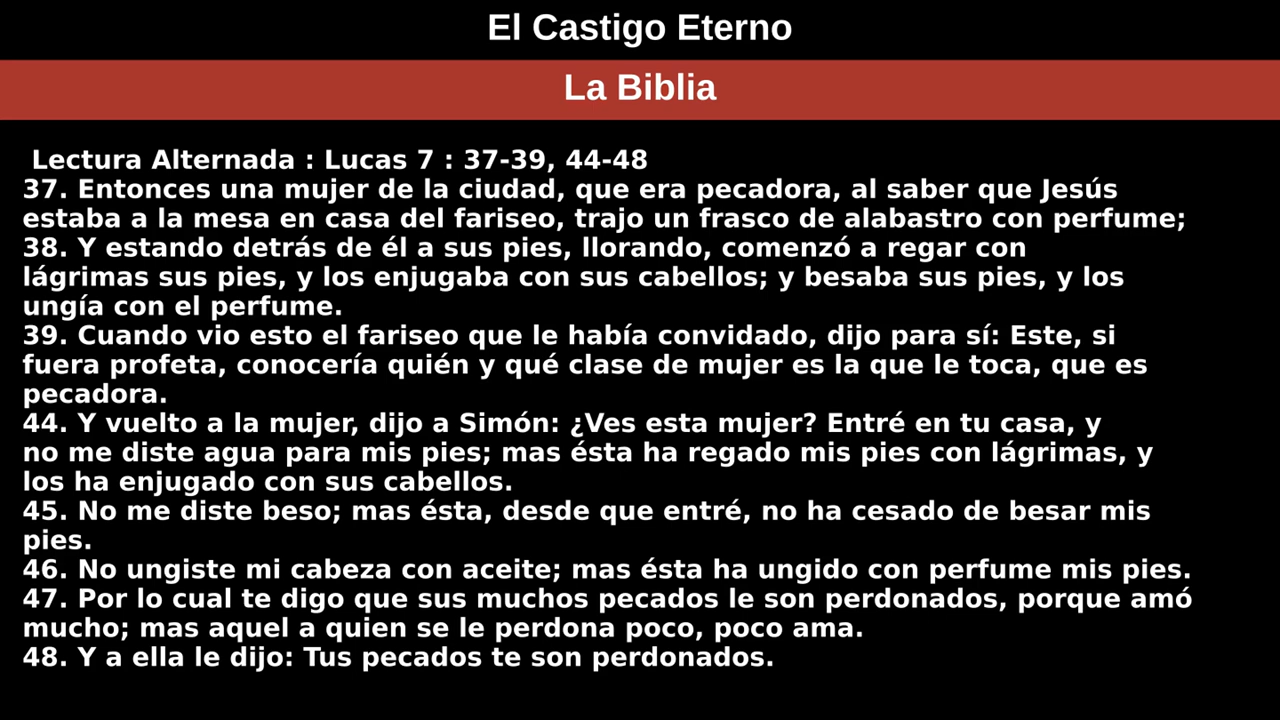 El Castigo Eterno
La Biblia
Lectura Alternada : Lucas 7 : 37-39, 44-48
37. Entonces una mujer de la ciudad, que era pecadora, al saber que Jesús
estaba a la mesa en casa del fariseo, trajo un frasco de alabastro con perfume;
38. Y estando detrás de él a sus pies, llorando, comenzó a regar con
lágrimas sus pies, y los enjugaba con sus cabellos; y besaba sus pies, y los
ungía con el perfume.
39. Cuando vio esto el fariseo que le había convidado, dijo para sí: Este, si
fuera profeta, conocería quién y qué clase de mujer es la que le toca, que es
pecadora.
44. Y vuelto a la mujer, dijo a Simón: ¿Ves esta mujer? Entré en tu casa, y
no me diste agua para mis pies; mas ésta ha regado mis pies con lágrimas, y
los ha enjugado con sus cabellos.
45. No me diste beso; mas ésta, desde que entré, no ha cesado de besar mis
pies.
46. No ungiste mi cabeza con aceite; mas ésta ha ungido con perfume mis pies.
47. Por lo cual te digo que sus muchos pecados le son perdonados, porque amó
mucho; mas aquel a quien se le perdona poco, poco ama.
48. Y a ella le dijo: Tus pecados te son perdonados.